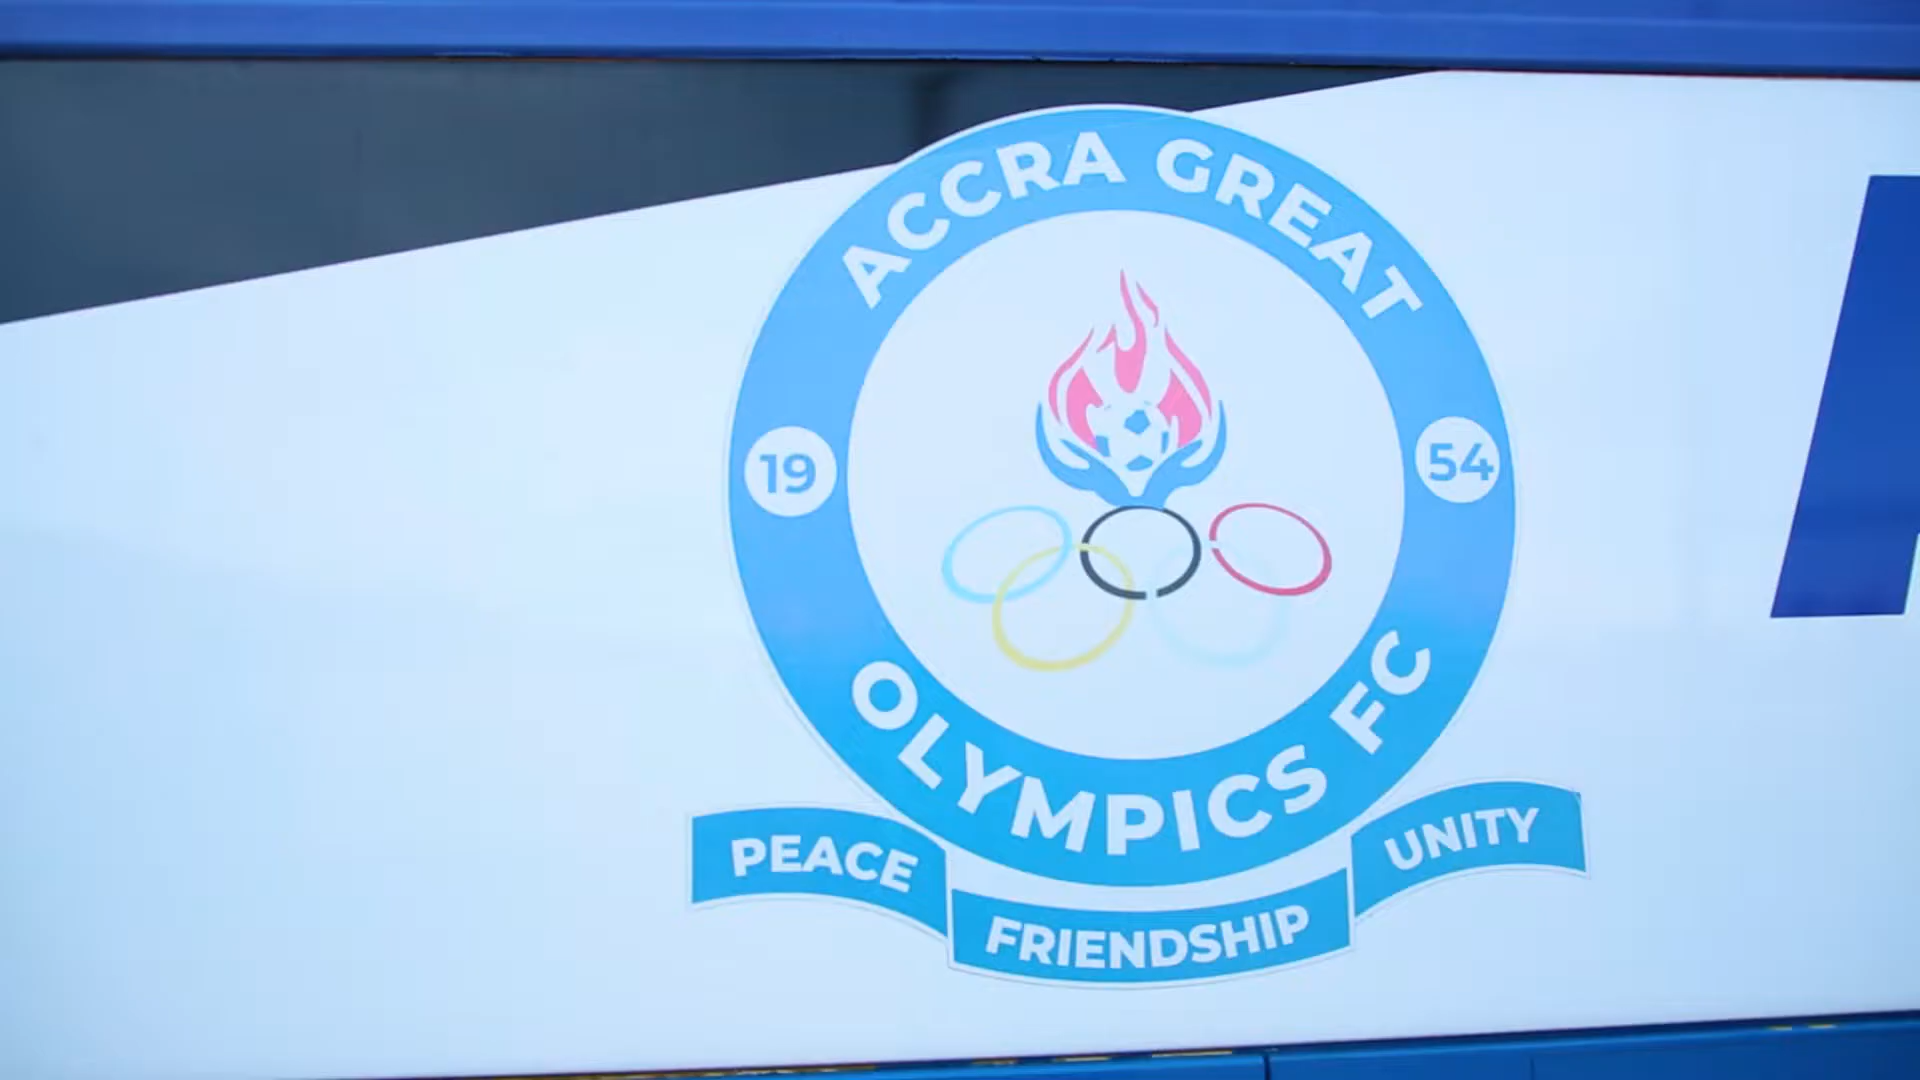 ACCRA GREAT
19
54
OLYMPICS FC
PEACE
FRIENDSHIP
UNITY